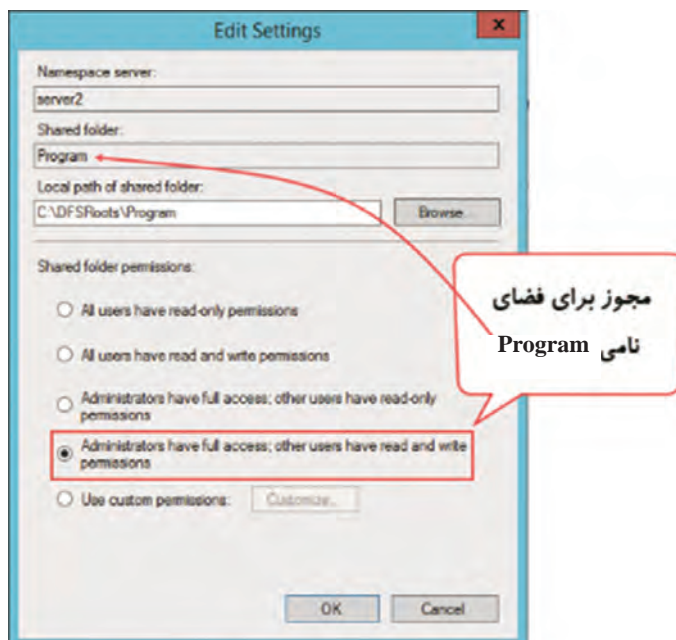 Edit Settings
x
Namespace server:
server2
Shared folder:
Program
Local path of shared folder:
C:\DFSRoots\Program
Browse...
Shared folder permissions:
All users have read-only permissions
All users have read and write permissions
Administrators have full access; other users have read-only
permissions
Administrators have full access; other users have read and write
permissions
Use custom permissions:
Customize...
OK
Cancel
مجوز برای فضای
نامی Program